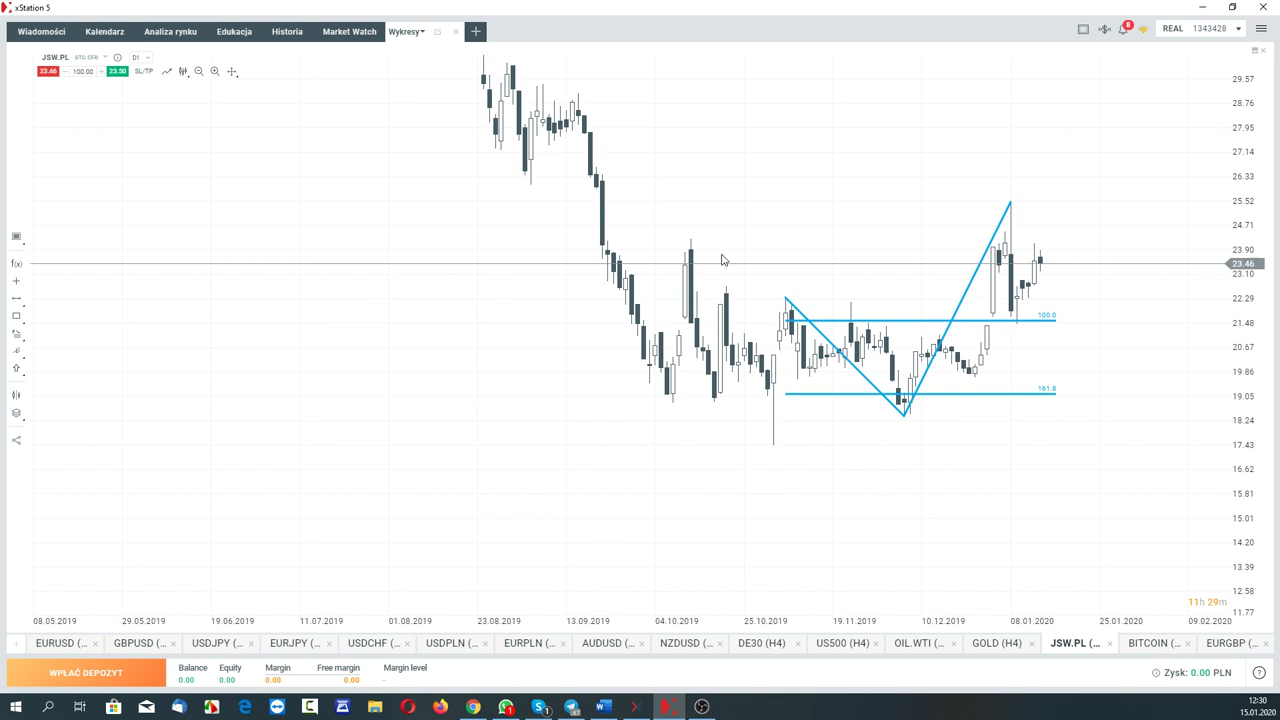 xStation 5
Wiadomości Kalendarz Analiza rynku Edukacja Historia Market Watch Wykresy
8 REAL 1343428
JSW.PL STC CFD D1
23.46 100.00 23.50 SL/TP
29.57
28.76
27.95
27.14
26.33
25.52
24.71
23.90
23.46
23.10
22.29
100.0
21.48
20.67
19.86
161.8
19.05
18.24
17.43
16.62
15.81
15.01
14.20
13.39
12.58
11h 29m
11.77
f(x)
08.05.2019 29.05.2019 19.06.2019 11.07.2019 01.08.2019 23.08.2019 13.09.2019 04.10.2019 25.10.2019 19.11.2019 10.12.2019 08.01.2020 25.01.2020 09.02.2020
EURUSD (... GBPUSD (... USDJPY (... EURJPY (... USDCHF (... USDPLN (... EURPLN (... AUDUSD (... NZDUSD (... DE30 (H4) US500 (H4) OIL.WTI (... GOLD (H4) JSW.PL (... BITCOIN (... EURGBP (...
WPŁAĆ DEPOZYT
Balance Equity Margin Free margin Margin level
0.00 0.00 0.00 0.00 -
Zysk: 0.00 PLN
12:30
15.01.2020